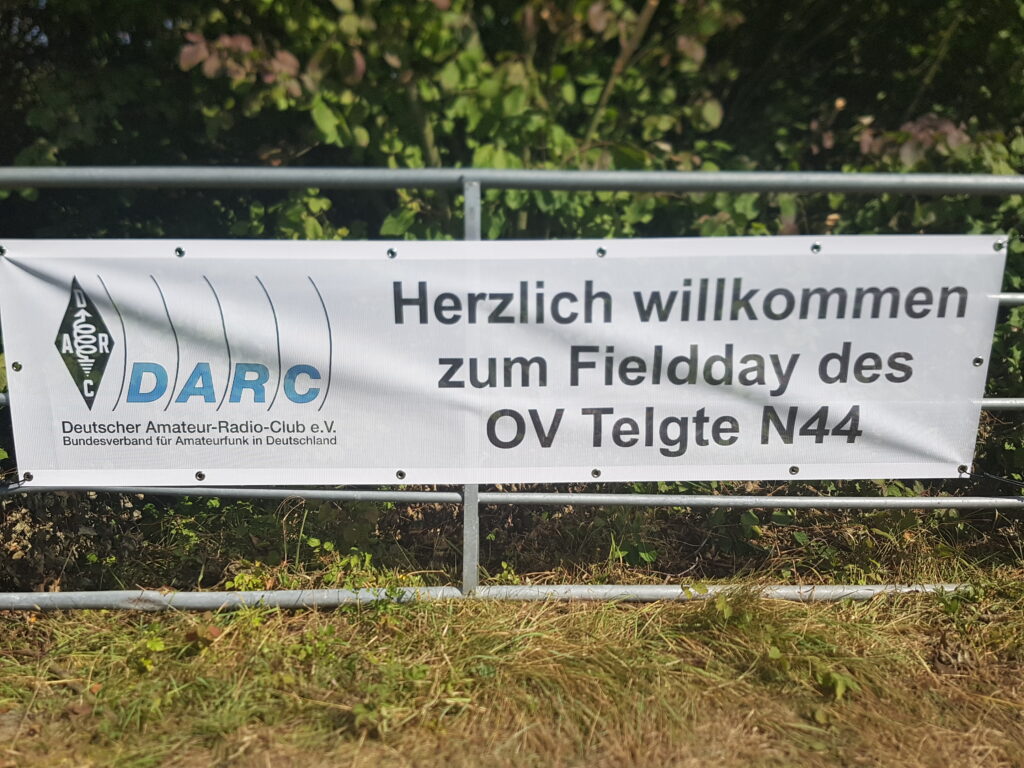 D
A R
C
DARC
Deutscher Amateur-Radio-Club e.V.
Bundesverband für Amateurfunk in Deutschland
Herzlich willkommen
zum Fieldday des
OV Telgte N44